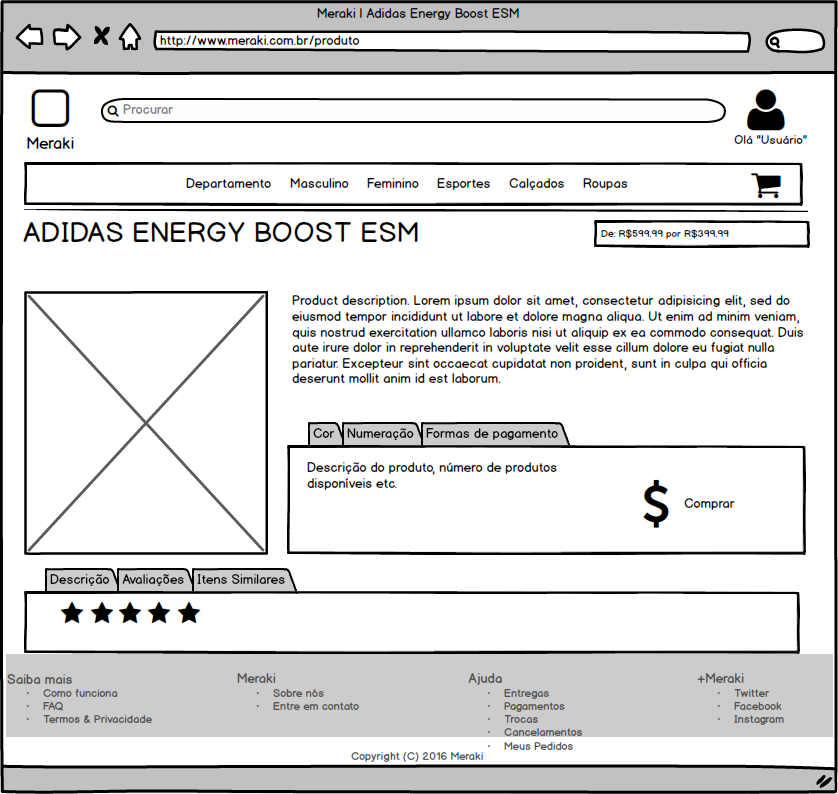 Meraki | Adidas Energy Boost ESM
http://www.meraki.com.br/produto
Procurar
Meraki
Olá "Usuário"
Departamento Masculino Feminino Esportes Calçados Roupas
ADIDAS ENERGY BOOST ESM
De: R$599.99 por R$399.99
Product description. Lorem ipsum dolor sit amet, consectetur adipisicing elit, sed do
eiusmod tempor incididunt ut labore et dolore magna aliqua. Ut enim ad minim veniam,
quis nostrud exercitation ullamco laboris nisi ut aliquip ex ea commodo consequat. Duis
aute irure dolor in reprehenderit in voluptate velit esse cillum dolore eu fugiat nulla
pariatur. Excepteur sint occaecat cupidatat non proident, sunt in culpa qui officia
deserunt mollit anim id est laborum.
Cor Numeração Formas de pagamento
Descrição do produto, número de produtos
disponíveis etc.
$ Comprar
Descrição Avaliações Itens Similares
Saiba mais
Como funciona
FAQ
Termos & Privacidade
Meraki
Sobre nós
Entre em contato
Ajuda
Entregas
Pagamentos
Trocas
Cancelamentos
Meus Pedidos
+Meraki
Twitter
Facebook
Instagram
Copyright (C) 2016 Meraki